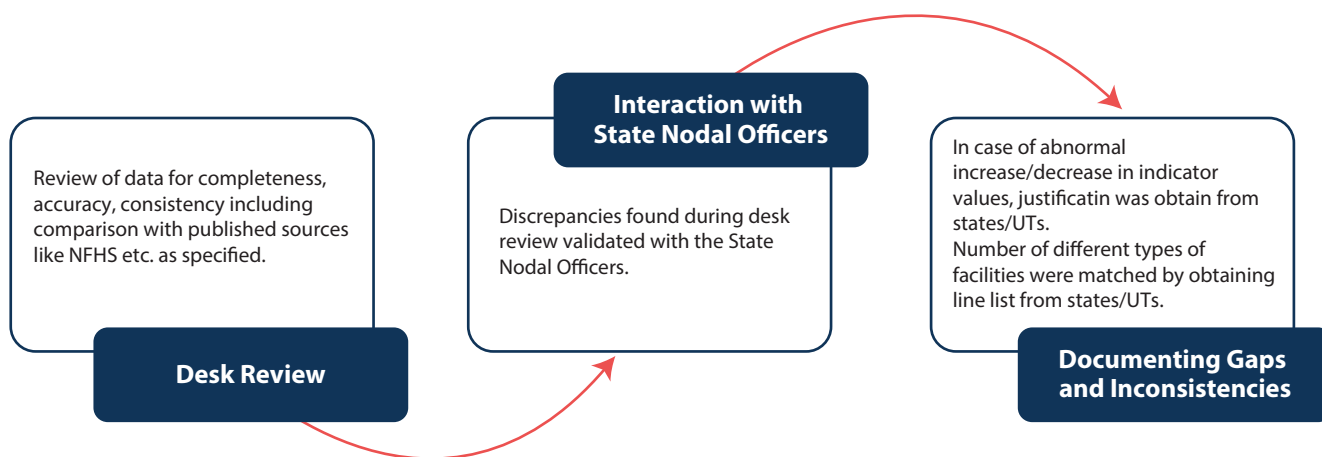 Review of data for completeness,
accuracy, consistency including
comparison with published sources
like NFHS etc. as specified.
Desk Review
Interaction with
State Nodal Officers
Discrepancies found during desk
review validated with the State
Nodal Officers.
In case of abnormal
increase/decrease in indicator
values, justificatin was obtain from
states/UTs.
Number of different types of
facilities were matched by obtaining
line list from states/UTs.
Documenting Gaps
and Inconsistencies